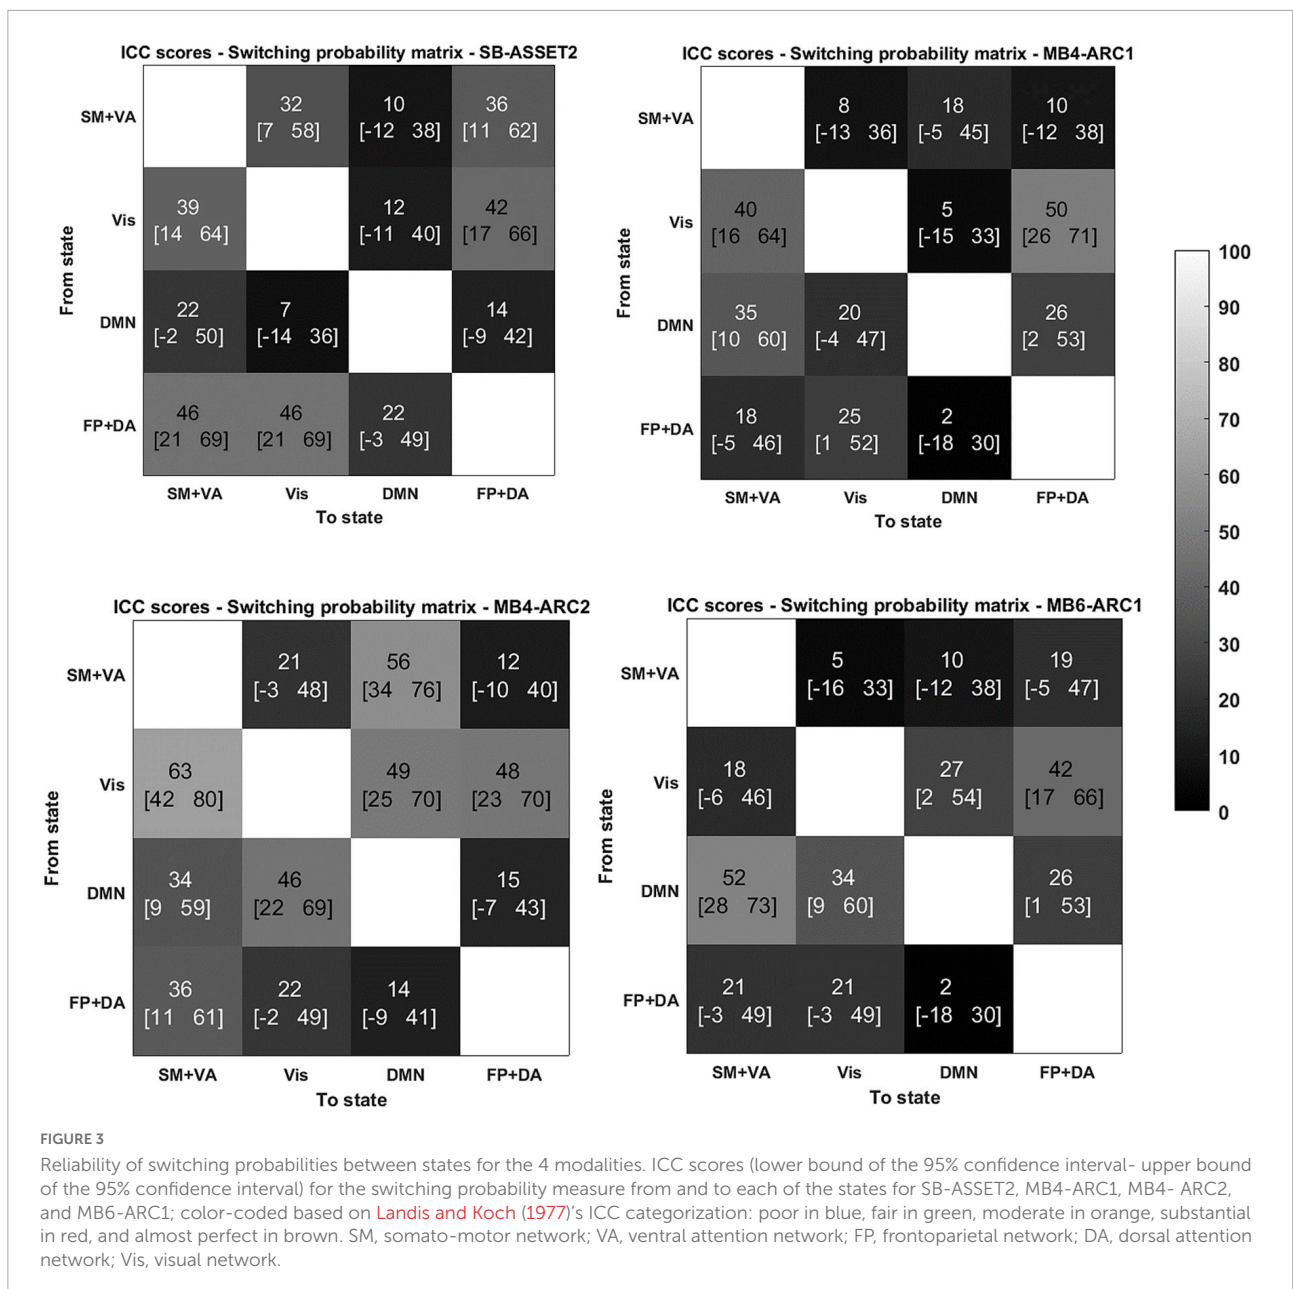 ICC scores - Switching probability matrix - SB-ASSET2
From state
SM+VA
32
10
36
[7 58]
[-12 38]
[11 62]
Vis
39
12
42
[14 64]
[-11 40]
[17 66]
DMN
22
7
14
[-2 50]
[-14 36]
[-9 42]
FP+DA
46
46
22
[21 69]
[21 69]
[-3 49]
SM+VA
Vis
DMN
FP+DA
To state
ICC scores - Switching probability matrix - MB4-ARC1
From state
SM+VA
8
18
10
[-13 36]
[-5 45]
[-12 38]
Vis
40
5
50
[16 64]
[-15 33]
[26 71]
DMN
35
20
26
[10 60]
[-4 47]
[2 53]
FP+DA
18
25
2
[-5 46]
[1 52]
[-18 30]
SM+VA
Vis
DMN
FP+DA
To state
100
90
80
70
60
50
40
30
20
10
0
ICC scores - Switching probability matrix - MB4-ARC2
From state
SM+VA
21
56
12
[-3 48]
[34 76]
[-10 40]
Vis
63
49
48
[42 80]
[25 70]
[23 70]
DMN
34
46
15
[9 59]
[22 69]
[-7 43]
FP+DA
36
22
14
[11 61]
[-2 49]
[-9 41]
SM+VA
Vis
DMN
FP+DA
To state
ICC scores - Switching probability matrix - MB6-ARC1
From state
SM+VA
5
10
19
[-16 33]
[-12 38]
[-5 47]
Vis
18
27
42
[-6 46]
[2 54]
[17 66]
DMN
52
34
26
[28 73]
[9 60]
[1 53]
FP+DA
21
21
2
[-3 49]
[-3 49]
[-18 30]
SM+VA
Vis
DMN
FP+DA
To state
FIGURE 3
Reliability of switching probabilities between states for the 4 modalities. ICC scores (lower bound of the 95% confidence interval- upper bound
of the 95% confidence interval) for the switching probability measure from and to each of the states for SB-ASSET2, MB4-ARC1, MB4- ARC2,
and MB6-ARC1; color-coded based on Landis and Koch (1977)'s ICC categorization: poor in blue, fair in green, moderate in orange, substantial
in red, and almost perfect in brown. SM, somato-motor network; VA, ventral attention network; FP, frontoparietal network; DA, dorsal attention
network; Vis, visual network.